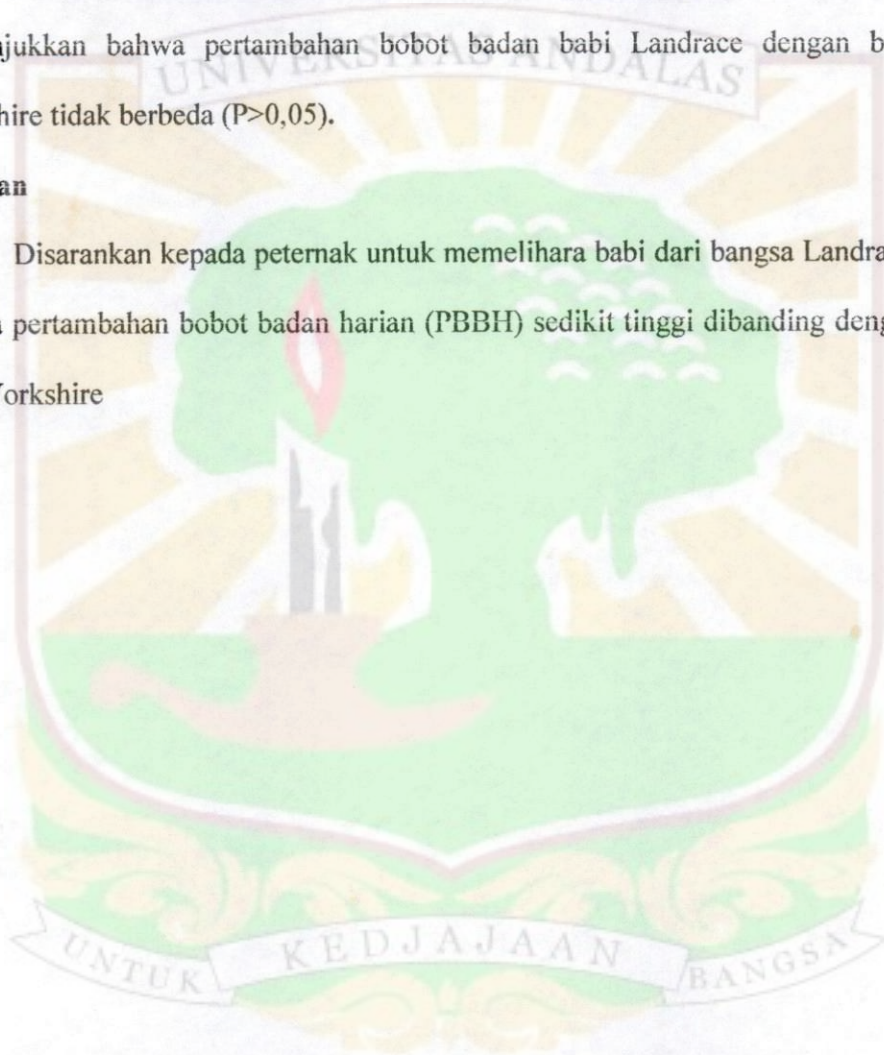 jukkan bahwa pertambahan bobot badan babi Landrace dengan b
UNIVERSITAS ANDALAS
hire tidak berbeda (P>0,05).
an
Disarankan kepada peternak untuk memelihara babi dari bangsa Landra
pertambahan bobot badan harian (PBBH) sedikit tinggi dibanding deng
orkshire
UNTUK KEDJAJAAN BANGSA